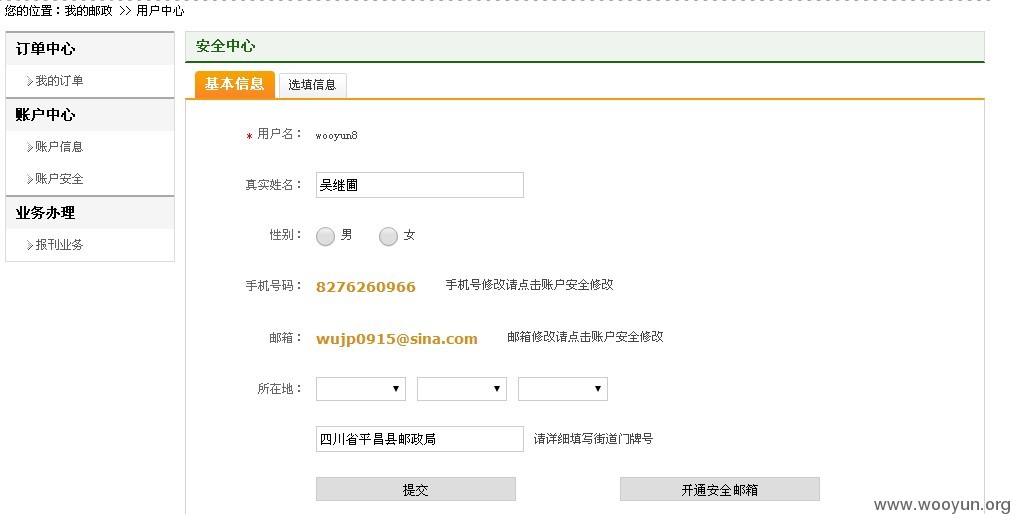 您的位置：我的邮政 >> 用户中心
订单中心
我的订单
账户中心
账户信息
账户安全
业务办理
报刊业务
安全中心
基本信息 选填信息
* 用户名： wooyun8
真实姓名： 吴继圃
性别： 男 女
手机号码： 8276260966 手机号修改请点击账户安全修改
邮箱： wujp0915@sina.com 邮箱修改请点击账户安全修改
所在地：
四川省平昌县邮政局 请详细填写街道门牌号
提交 开通安全邮箱
www.wooyun.org